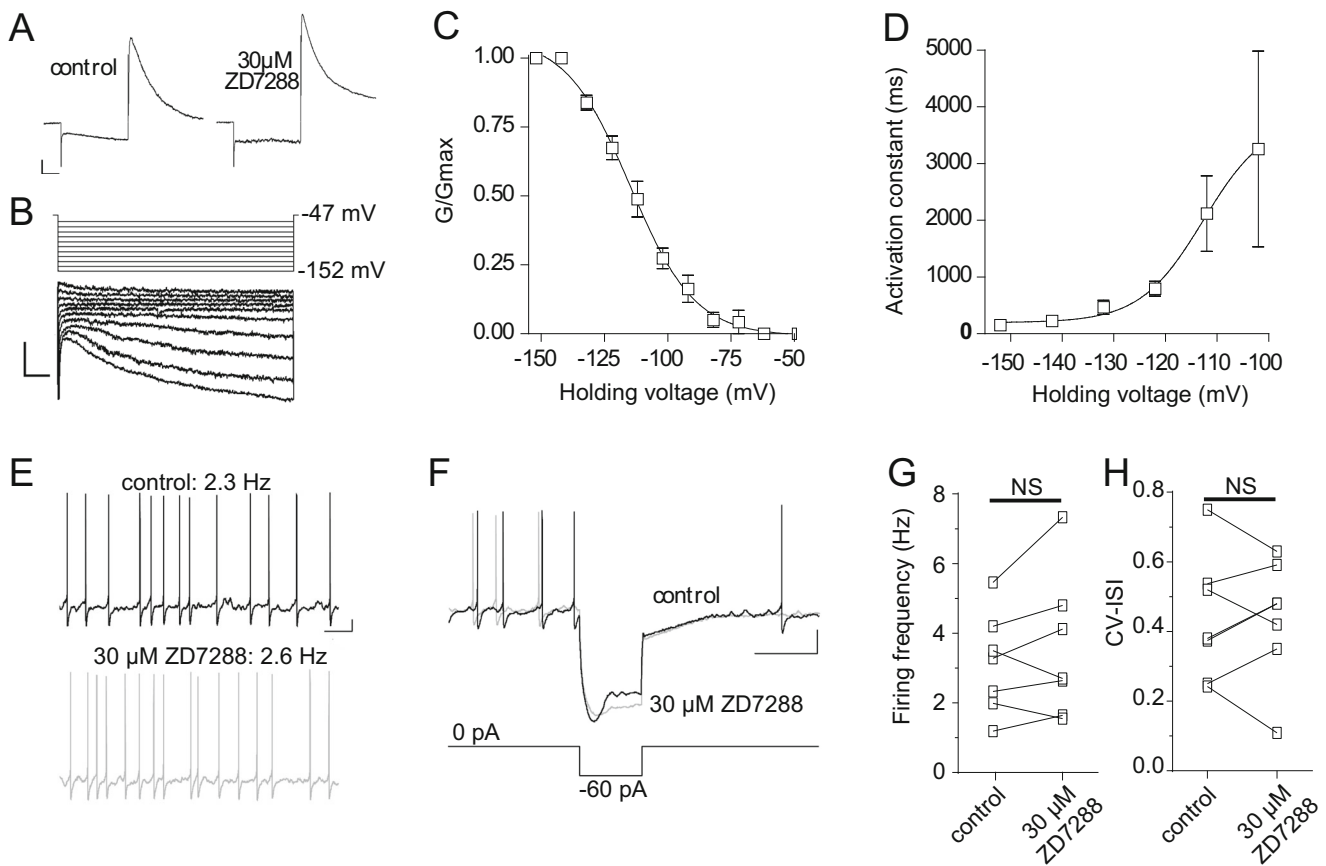 A
control
30µM
ZD7288
B
-47 mV
-152 mV
C
G/Gmax
1.00
0.75
0.50
0.25
0.00
-150
-125
-100
-75
-50
Holding voltage (mV)
D
Activation constant (ms)
5000
4000
3000
2000
1000
0
-150
-140
-130
-120
-110
-100
Holding voltage (mV)
E
control: 2.3 Hz
30 µM ZD7288: 2.6 Hz
F
control
30 µM ZD7288
0 pA
-60 pA
G
NS
Firing frequency (Hz)
8
6
4
2
0
control
30 µM
ZD7288
H
NS
CV-ISI
0.8
0.6
0.4
0.2
0.0
control
30 µM
ZD7288